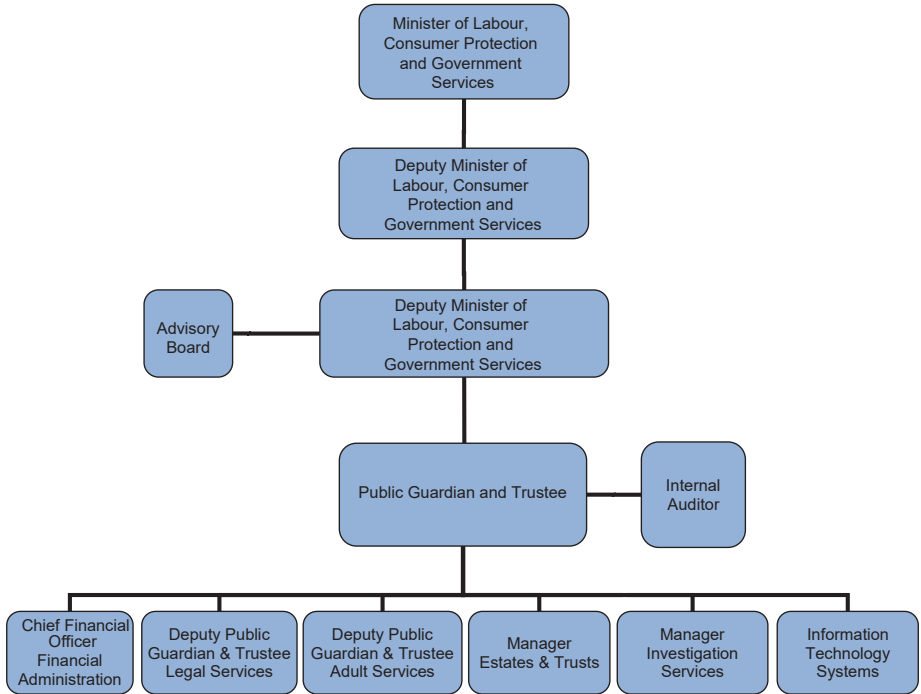 Minister of Labour,
Consumer Protection
and Government
Services
Deputy Minister of
Labour, Consumer
Protection and
Government Services
Advisory
Board
Deputy Minister of
Labour, Consumer
Protection and
Government Services
Public Guardian and Trustee
Internal
Auditor
Chief Financial
Officer
Financial
Administration
Deputy Public
Guardian & Trustee
Legal Services
Deputy Public
Guardian & Trustee
Adult Services
Manager
Estates & Trusts
Manager
Investigation
Services
Information
Technology
Systems